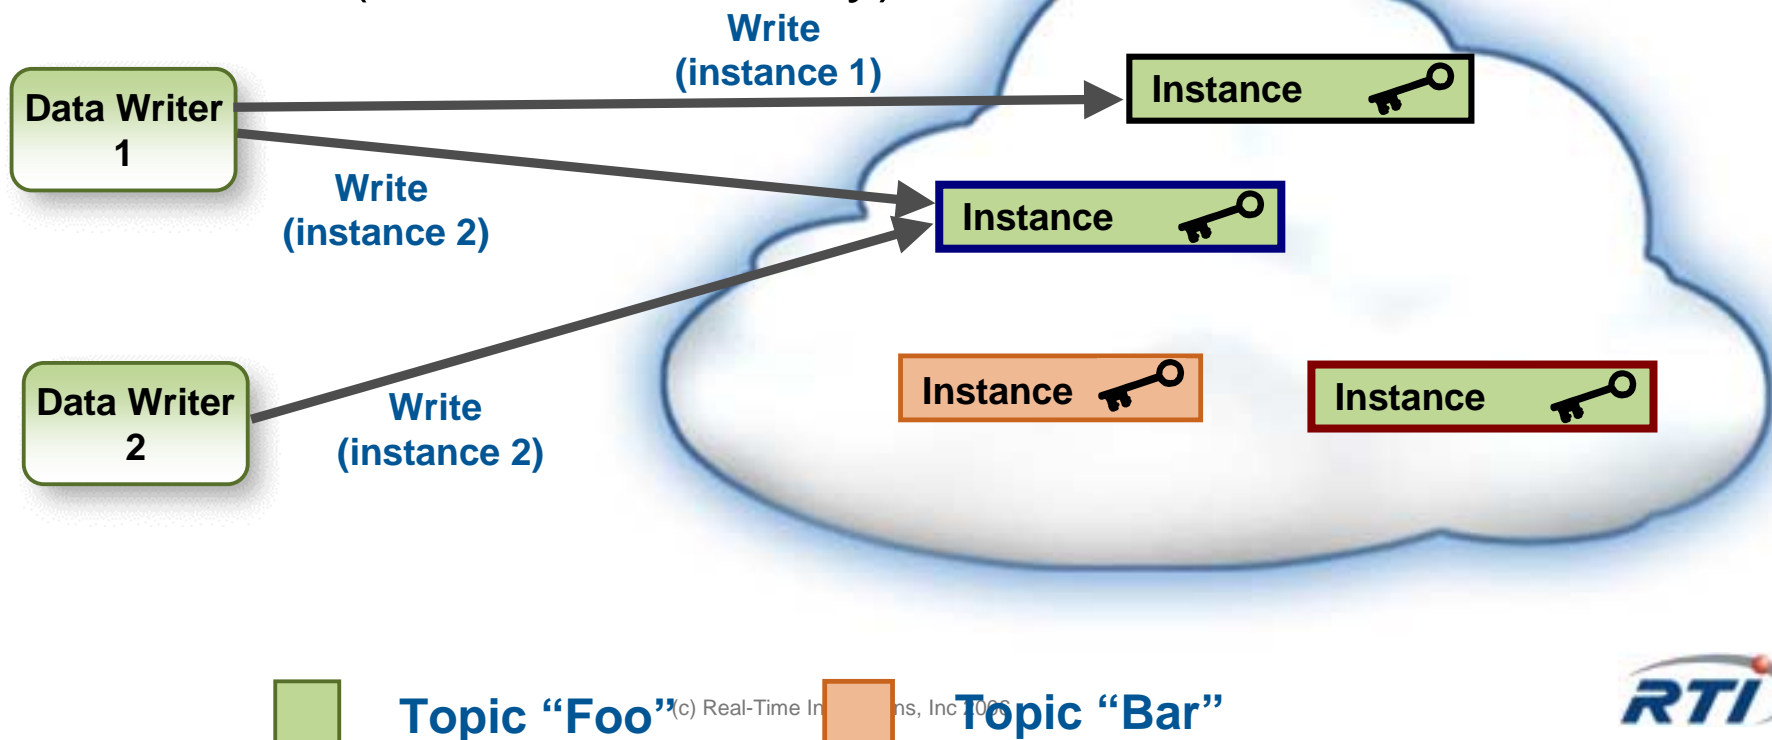 Write
(instance 1)
Data Writer
1
Instance
Write
(instance 2)
Instance
Data Writer
2
Write
(instance 2)
Instance
Instance
Topic “Foo”
(c) Real-Time In ns, Inc 2006
Topic “Bar”
RTI